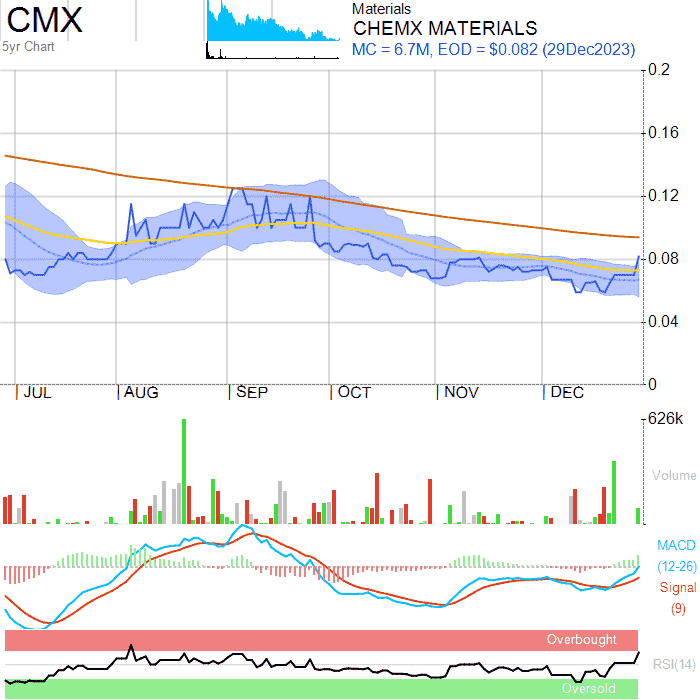 CMX
5yr Chart
Materials
CHEMX MATERIALS
MC = 6.7M, EOD = $0.082 (29Dec2023)
0.2
0.16
0.12
0.08
0.04
0
JUL AUG SEP OCT NOV DEC
626k
Volume
MACD
(12-26)
Signal
(9)
Overbought
RSI(14)
Oversold